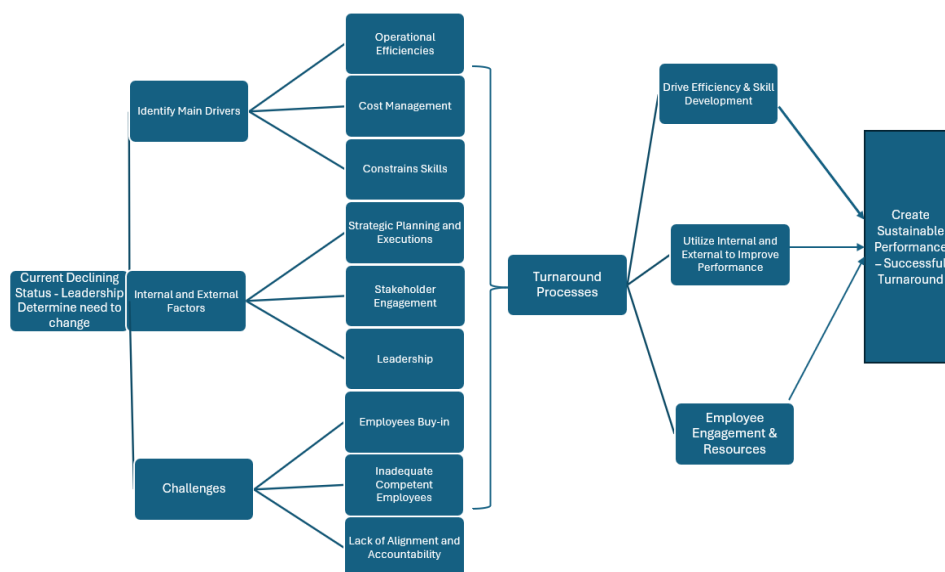 Operational
Efficiencies
Identify Main Drivers
Cost Management
Constrains Skills
Strategic Planning and
Executions
Current Declining
Status - Leadership
Determine need to
change
Internal and External
Factors
Stakeholder
Engagement
Leadership
Employees Buy-in
Challenges
Inadequate
Competent
Employees
Lack of Alignment and
Accountability
Turnaround
Processes
Drive Efficiency & Skill
Development
Utilize Internal and
External to Improve
Performance
Employee
Engagement &
Resources
Create
Sustainable
Performance
– Successful
Turnaround